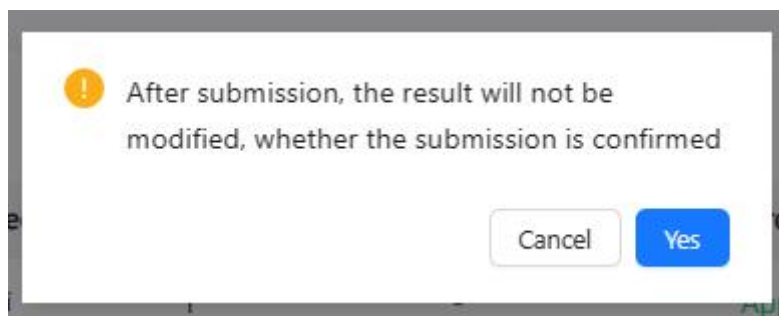 After submission, the result will not be
modified, whether the submission is confirmed
Cancel
Yes